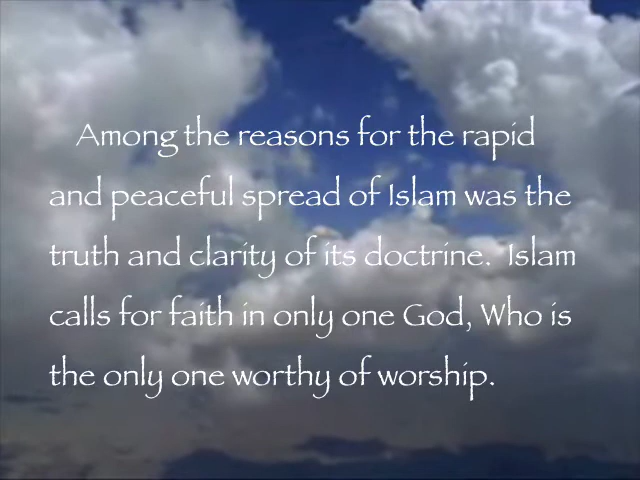 Among the reasons for the rapid
and peaceful spread of Islam was the
truth and clarity of its doctrine.  Islam
calls for faith in only one God, Who is
the only one worthy of worship.